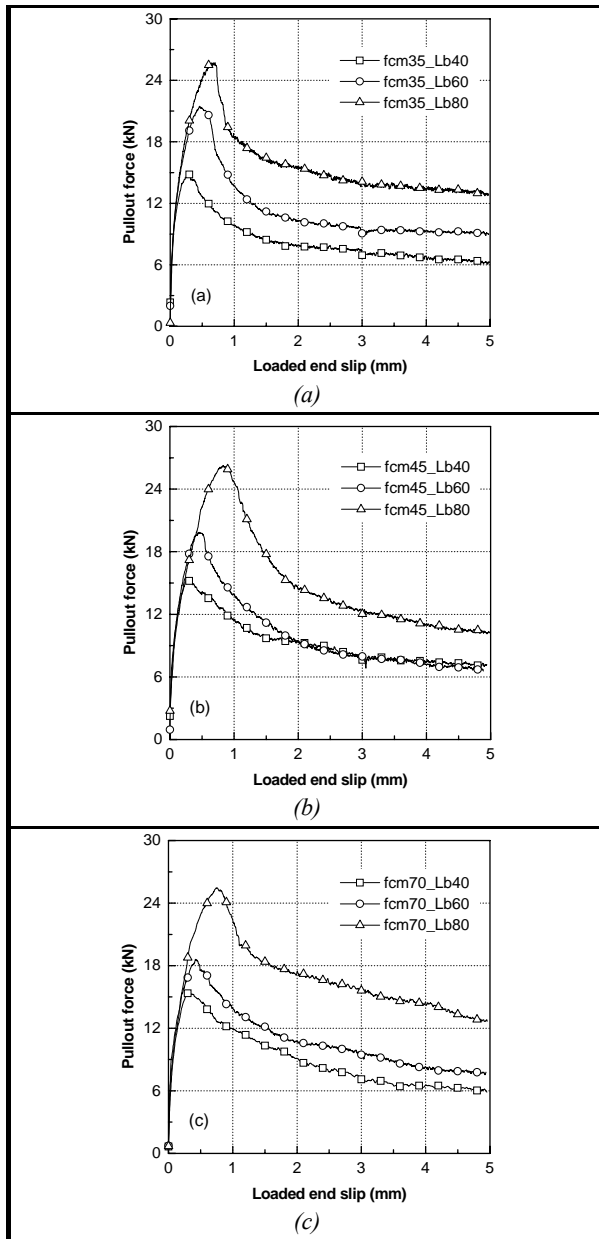 30
fcm35_Lb40
fcm35_Lb60
fcm35_Lb80
24
18
12
6
0
Pullout force (kN)
(a)
0 1 2 3 4 5
Loaded end slip (mm)
(a)
30
fcm45_Lb40
fcm45_Lb60
fcm45_Lb80
24
18
12
6
0
Pullout force (kN)
(b)
0 1 2 3 4 5
Loaded end slip (mm)
(b)
30
fcm70_Lb40
fcm70_Lb60
fcm70_Lb80
24
18
12
6
0
Pullout force (kN)
(c)
0 1 2 3 4 5
Loaded end slip (mm)
(c)